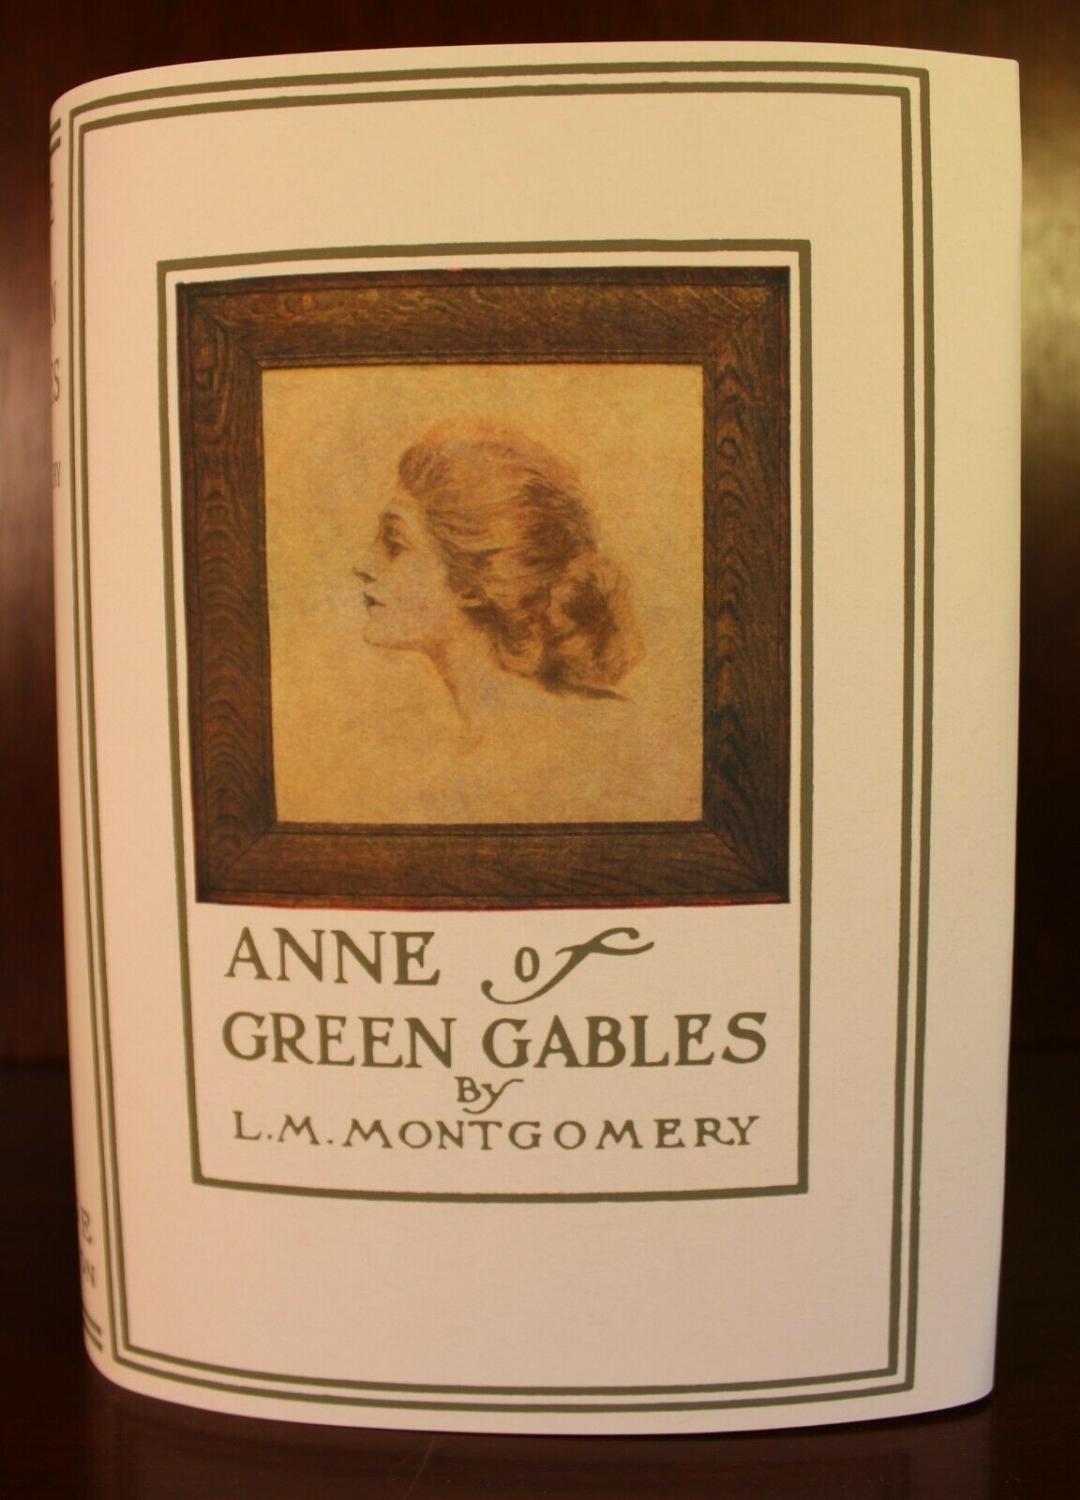 ANNE of
GREEN GABLES
By
L.M. MONTGOMERY